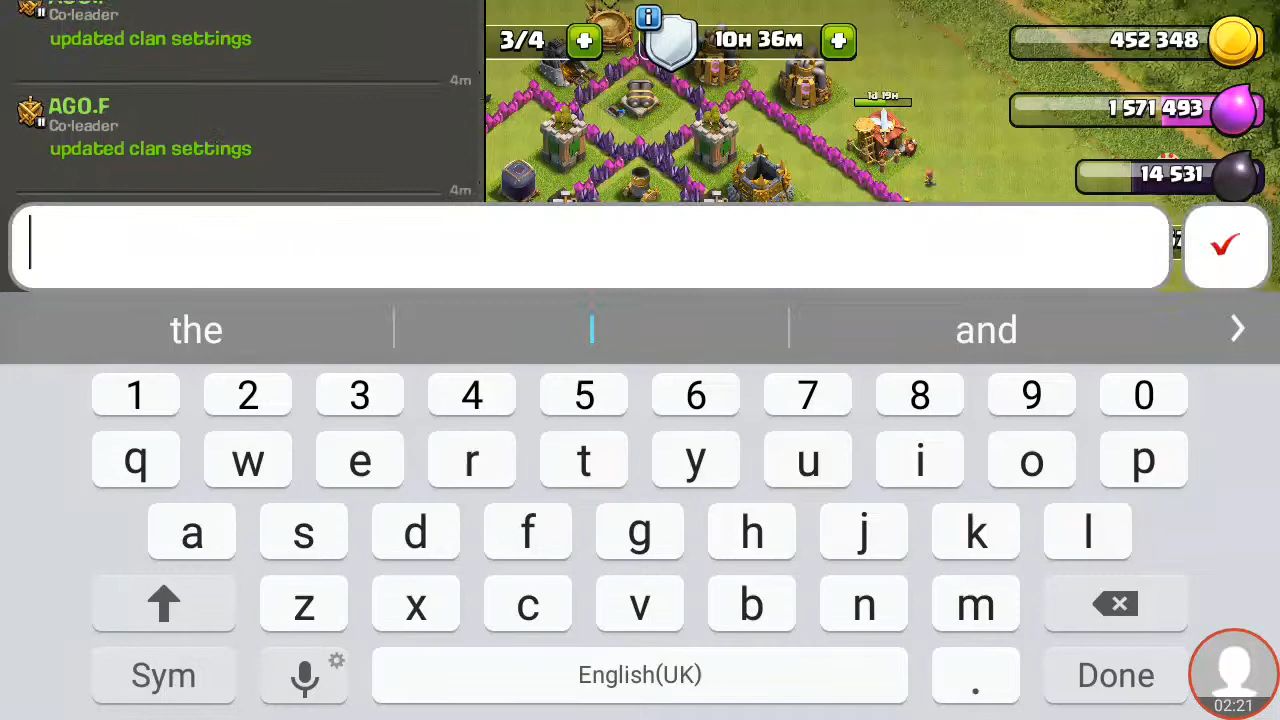 Co-leader
updated clan settings
4m
AGO.F
Co-leader
updated clan settings
4m
3/4
10H 36M
452 348
1 571 493
14 531
1d 19H
the
I
and
1 2 3 4 5 6 7 8 9 0
q w e r t y u i o p
a s d f g h j k l
z x c v b n m
Sym
English(UK)
.
Done
02:21